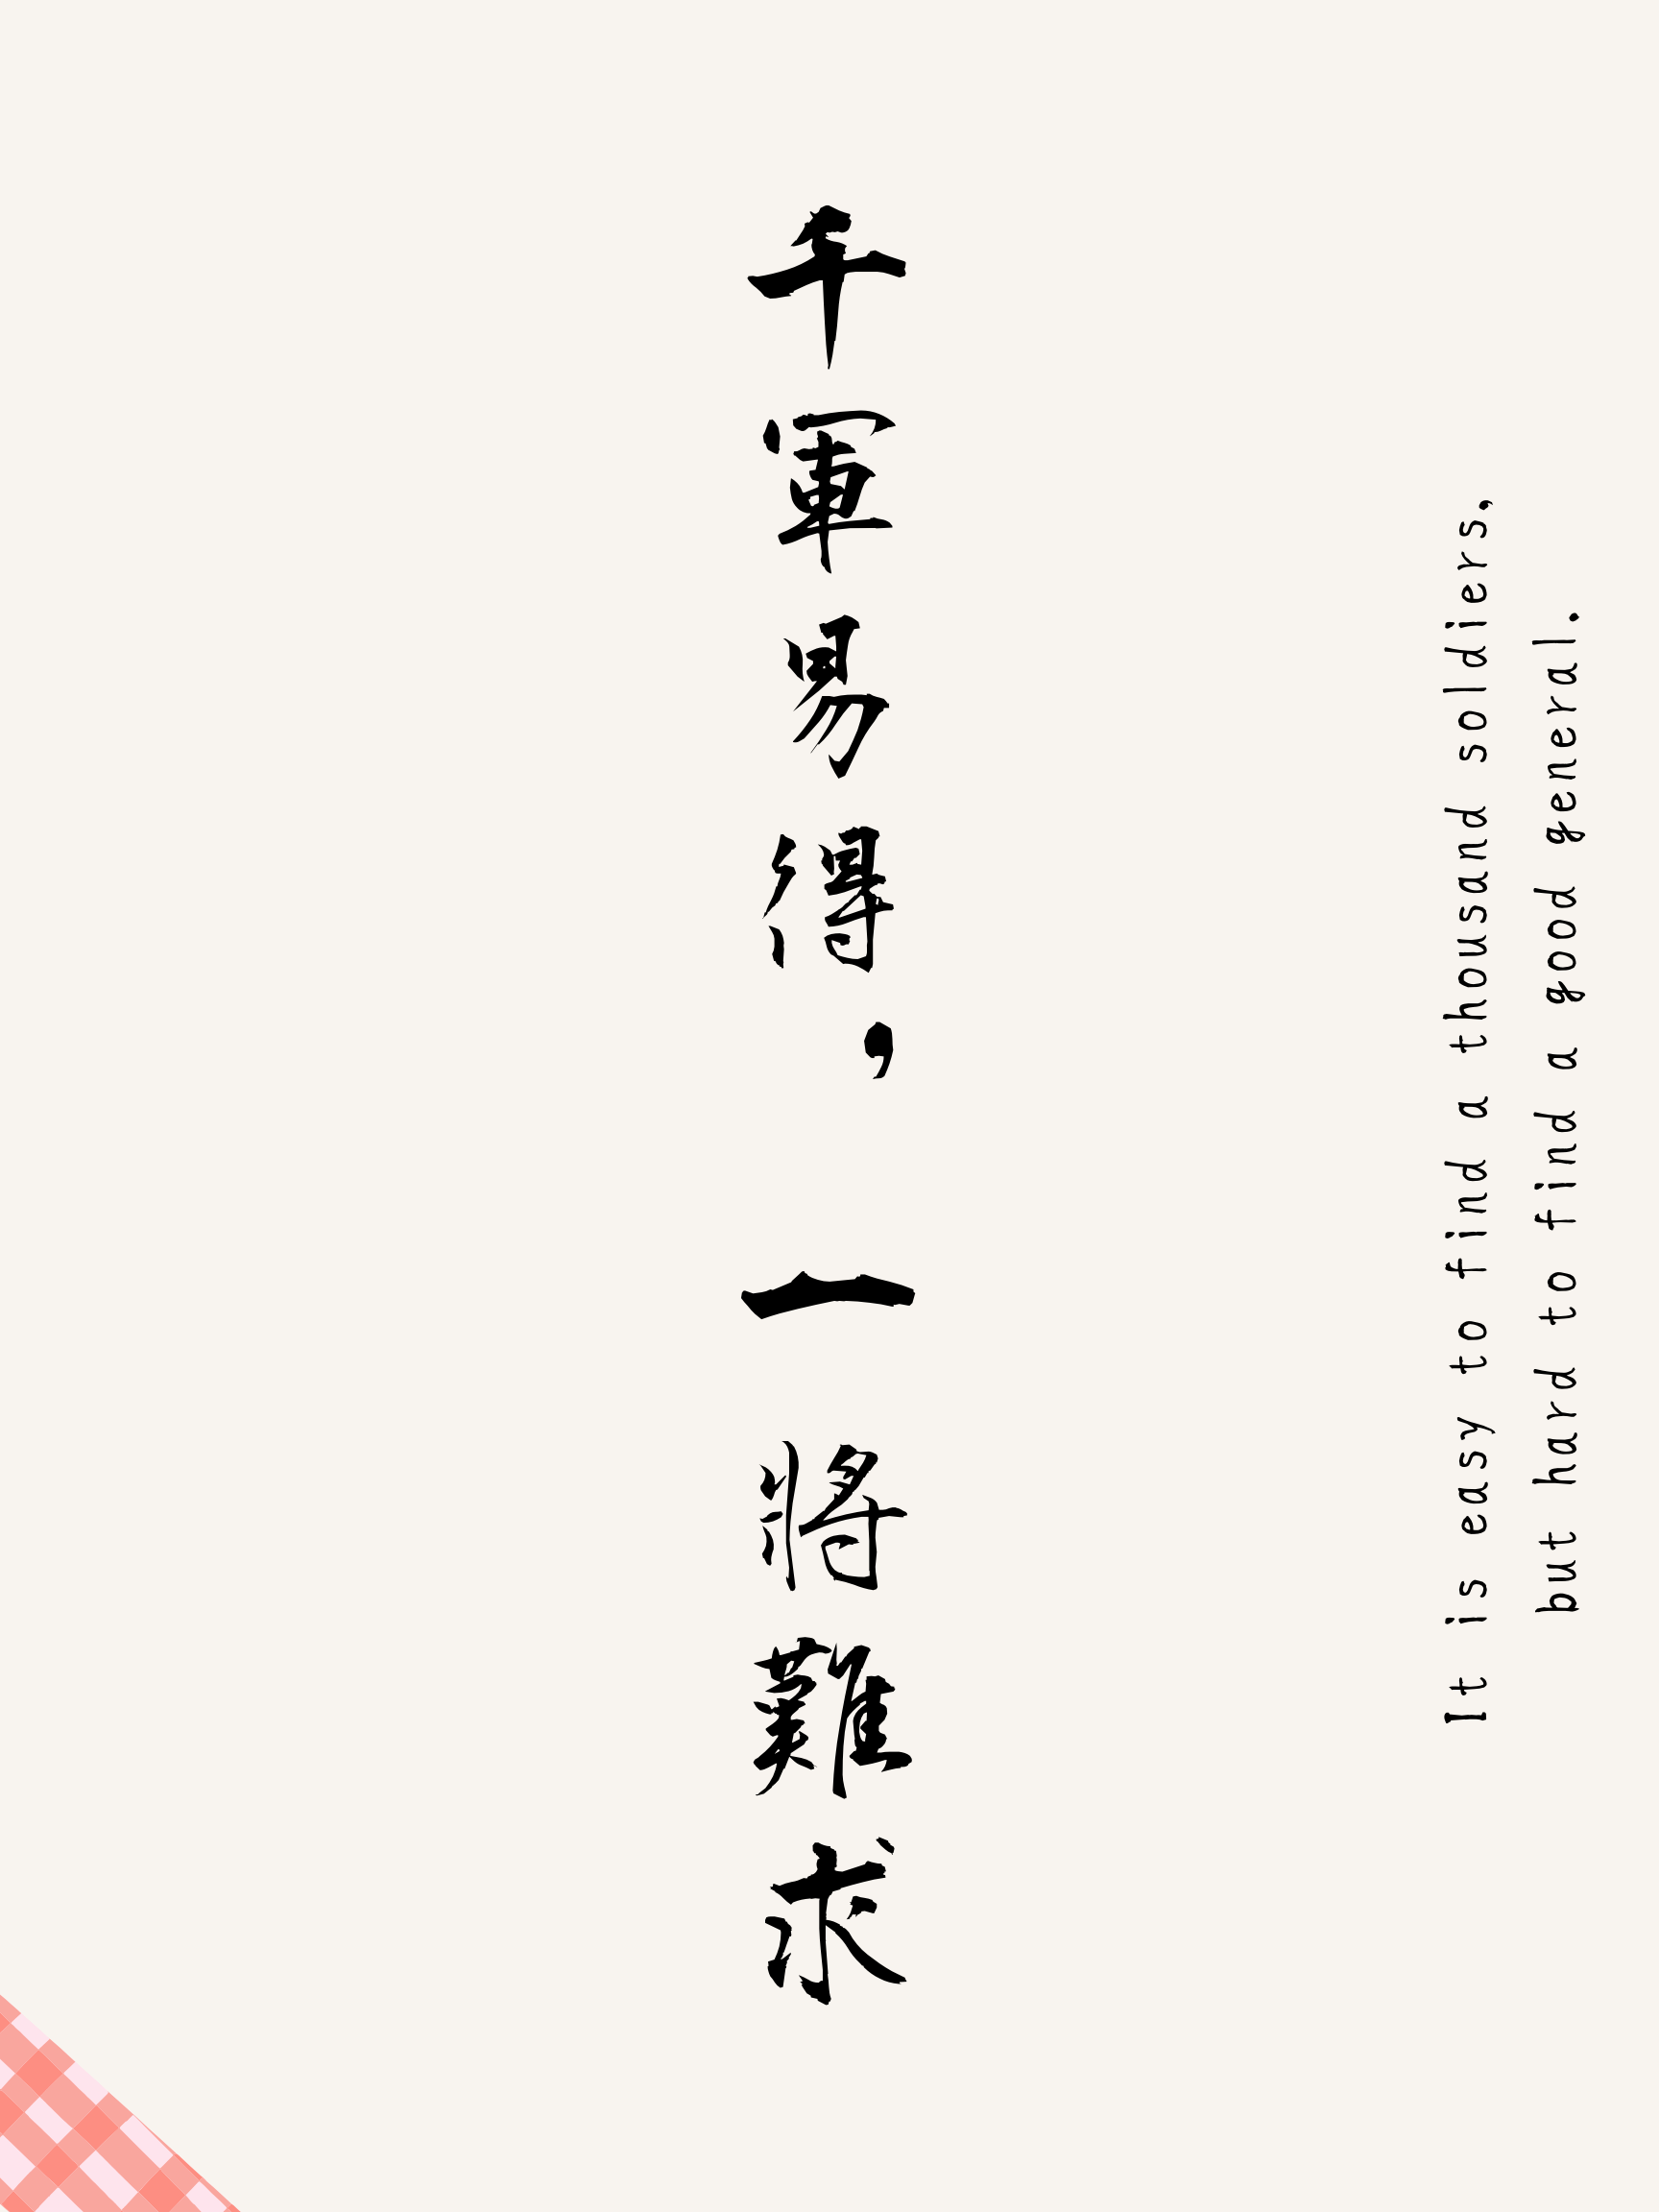 千軍易得，一將難求
It is easy to find a thousand soldiers,
but hard to find a good general.